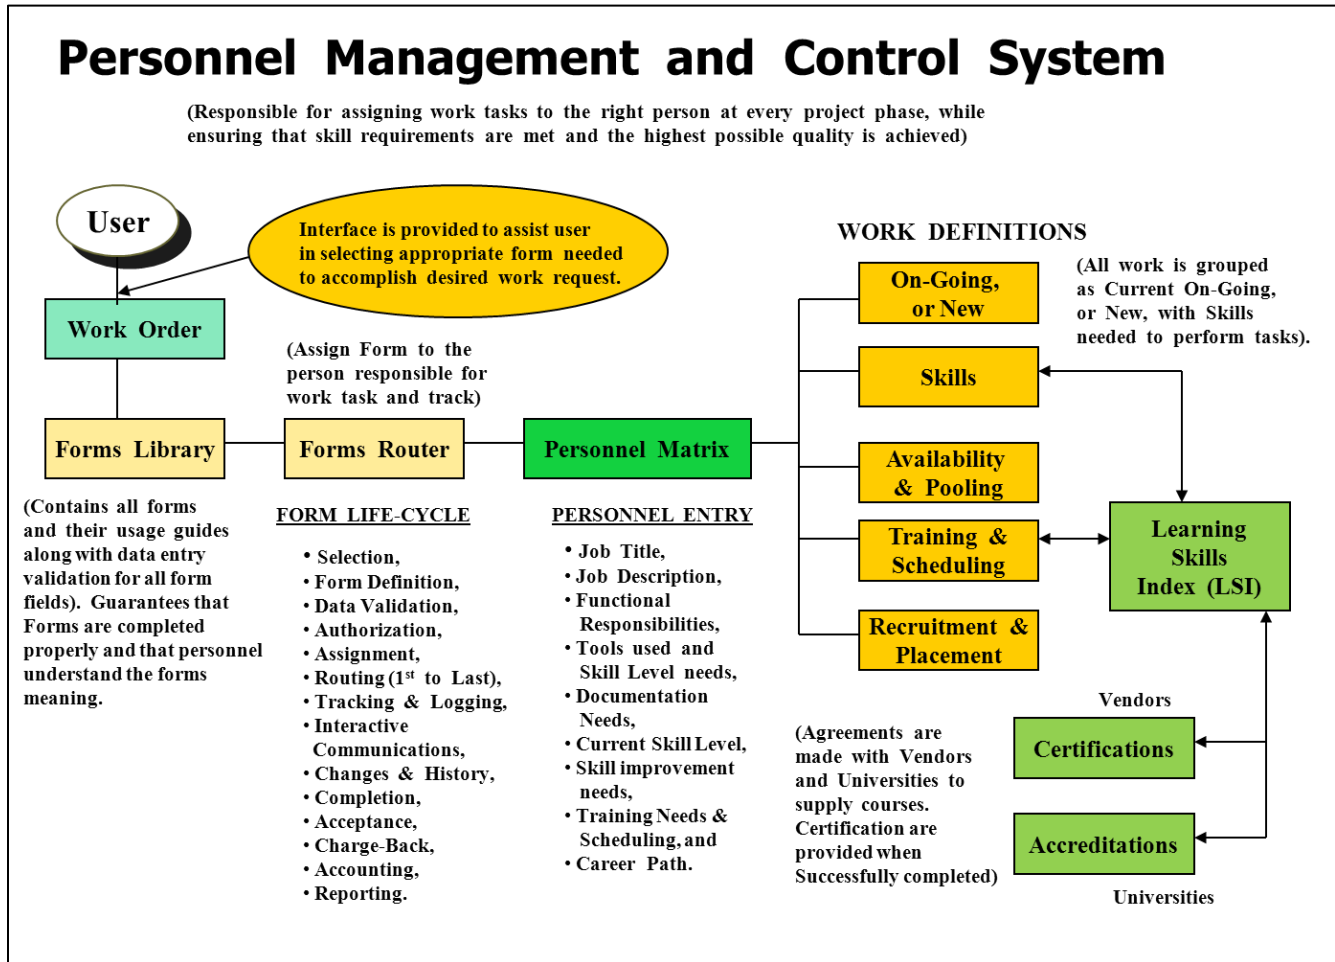 Personnel Management and Control System
(Responsible for assigning work tasks to the right person at every project phase, while
ensuring that skill requirements are met and the highest possible quality is achieved)
User
Interface is provided to assist user
in selecting appropriate form needed
to accomplish desired work request.
Work Order
(Assign Form to the
person responsible for
work task and track)
Forms Library
Forms Router
Personnel Matrix
(Contains all forms
and their usage guides
along with data entry
validation for all form
fields). Guarantees that
Forms are completed
properly and that personnel
understand the forms
meaning.
FORM LIFE-CYCLE
• Selection,
• Form Definition,
• Data Validation,
• Authorization,
• Assignment,
• Routing (1st to Last),
• Tracking & Logging,
• Interactive
Communications,
• Changes & History,
• Completion,
• Acceptance,
• Charge-Back,
• Accounting,
• Reporting.
PERSONNEL ENTRY
• Job Title,
• Job Description,
• Functional
Responsibilities,
• Tools used and
Skill Level needs,
• Documentation
Needs,
• Current Skill Level,
• Skill improvement
needs,
• Training Needs &
Scheduling, and
• Career Path.
WORK DEFINITIONS
On-Going,
or New
(All work is grouped
as Current On-Going,
or New, with Skills
needed to perform tasks).
Skills
Availability
& Pooling
Training &
Scheduling
Recruitment &
Placement
Learning
Skills
Index (LSI)
Vendors
Certifications
(Agreements are
made with Vendors
and Universities to
supply courses.
Certification are
provided when
Successfully completed)
Accreditations
Universities